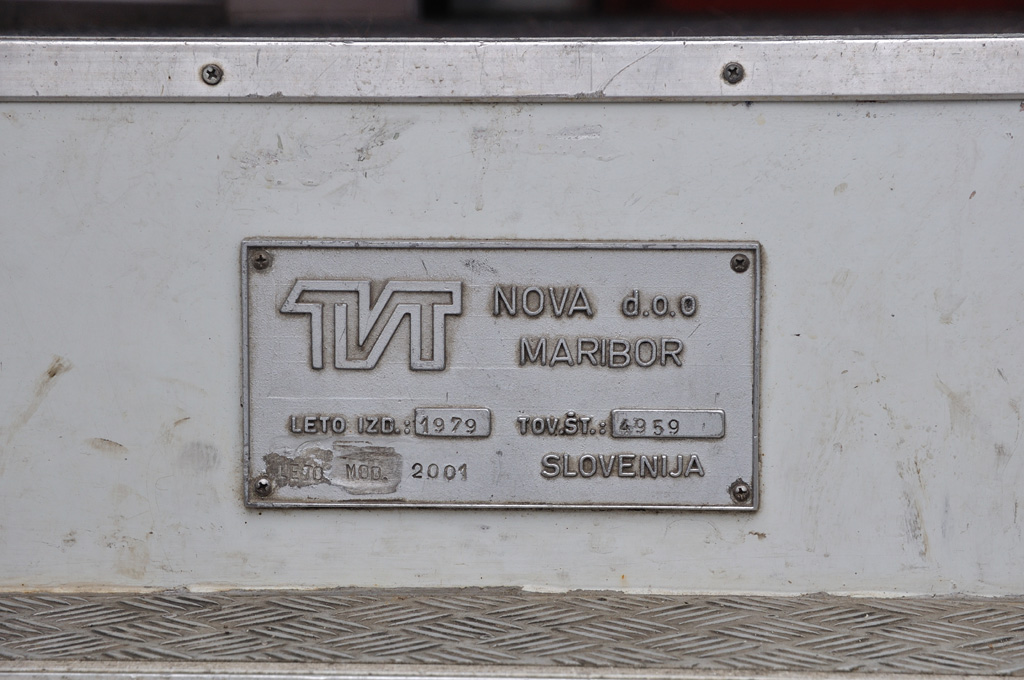 TVT NOVA d.o.o
MARIBOR
LETO IZD.: 1979 TOV.ŠT.: 4959
LETO MOD. 2001 SLOVENIJA